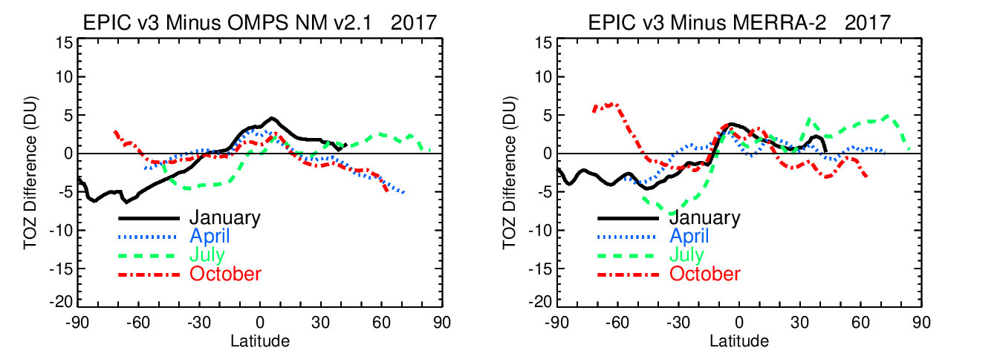 EPIC v3 Minus OMPS NM v2.1 2017
15
10
5
0
-5
-10
-15
-20
TOZ Difference (DU)
January
April
July
October
-90 -60 -30 0 30 60 90
Latitude
EPIC v3 Minus MERRA-2 2017
15
10
5
0
-5
-10
-15
-20
TOZ Difference (DU)
January
April
July
October
-90 -60 -30 0 30 60 90
Latitude